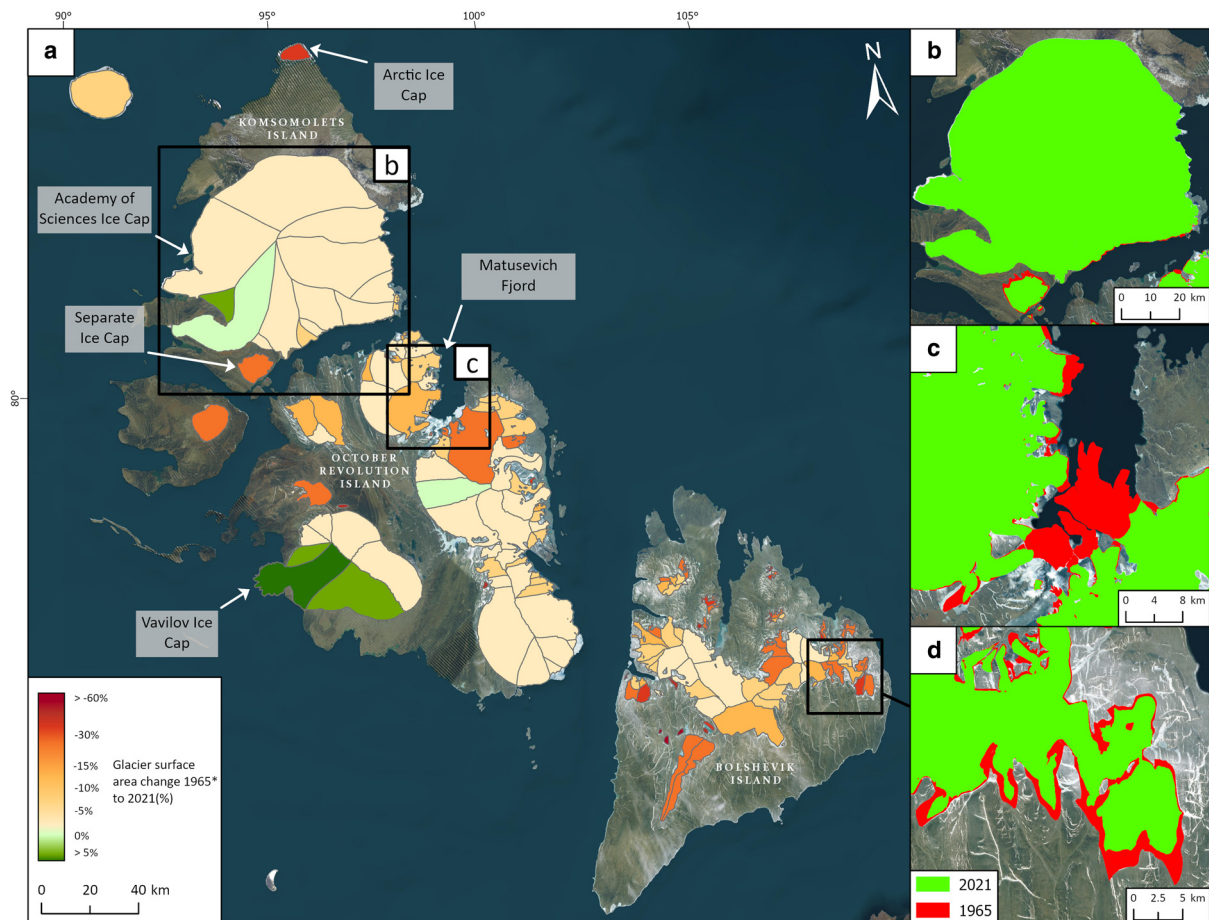 90°
95°
100°
105°
80°
a
N
Arctic Ice
Cap
KOMSOMOLETS
ISLAND
b
Academy of
Sciences Ice Cap
Matusevich
Fjord
Separate
Ice Cap
c
OCTOBER
REVOLUTION
ISLAND
Vavilov Ice
Cap
BOLSHEVIK
ISLAND
> -60%
-30%
-15%
-10%
-5%
0%
> 5%
Glacier surface
area change 1965*
to 2021(%)
0 20 40 km
b
0 10 20 km
c
0 4 8 km
d
2021
1965
0 2.5 5 km